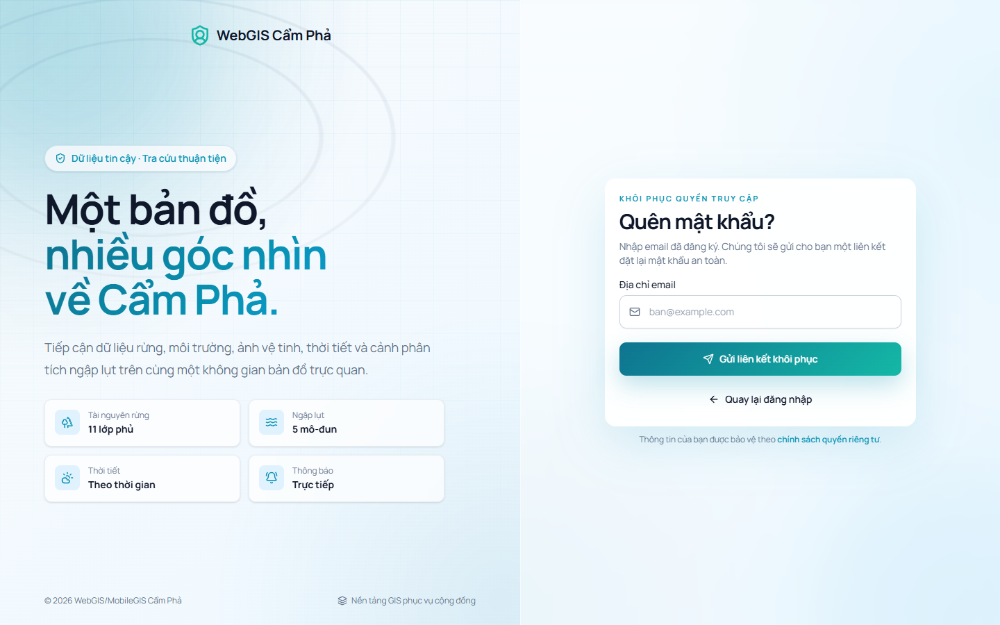 WebGIS Cẩm Phả
Dữ liệu tin cậy · Tra cứu thuận tiện
Một bản đồ,
nhiều góc nhìn
về Cẩm Phả.
Tiếp cận dữ liệu rừng, môi trường, ảnh vệ tinh, thời tiết và cảnh phân
tích ngập lụt trên cùng một không gian bản đồ trực quan.
Tài nguyên rừng
11 lớp phủ
Ngập lụt
5 mô-đun
Thời tiết
Theo thời gian
Thông báo
Trực tiếp
© 2026 WebGIS/MobileGIS Cẩm Phả
Nền tảng GIS phục vụ cộng đồng
KHÔI PHỤC QUYỀN TRUY CẬP
Quên mật khẩu?
Nhập email đã đăng ký. Chúng tôi sẽ gửi cho bạn một liên kết
đặt lại mật khẩu an toàn.
Địa chỉ email
ban@example.com
Gửi liên kết khôi phục
Quay lại đăng nhập
Thông tin của bạn được bảo vệ theo chính sách quyền riêng tư.